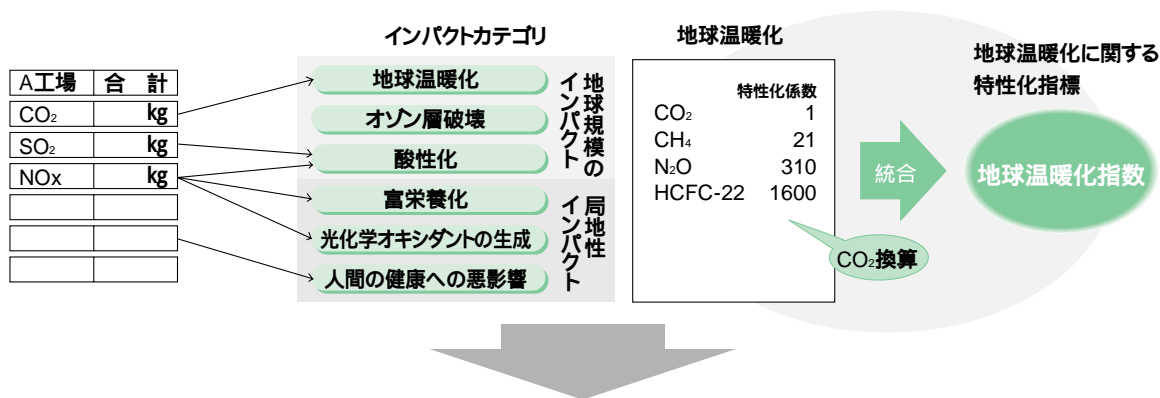 インパクトカテゴリ
A工場 合 計
CO₂ kg
SO₂ kg
NOx kg
地球温暖化
オゾン層破壊
酸性化
富栄養化
光化学オキシダントの生成
人間の健康への悪影響
地球規模の
インパクト
局地性
インパクト
地球温暖化
特性化係数
CO₂ 1
CH₄ 21
N₂O 310
HCFC-22 1600
CO₂換算
統合
地球温暖化に関する
特性化指標
地球温暖化指数